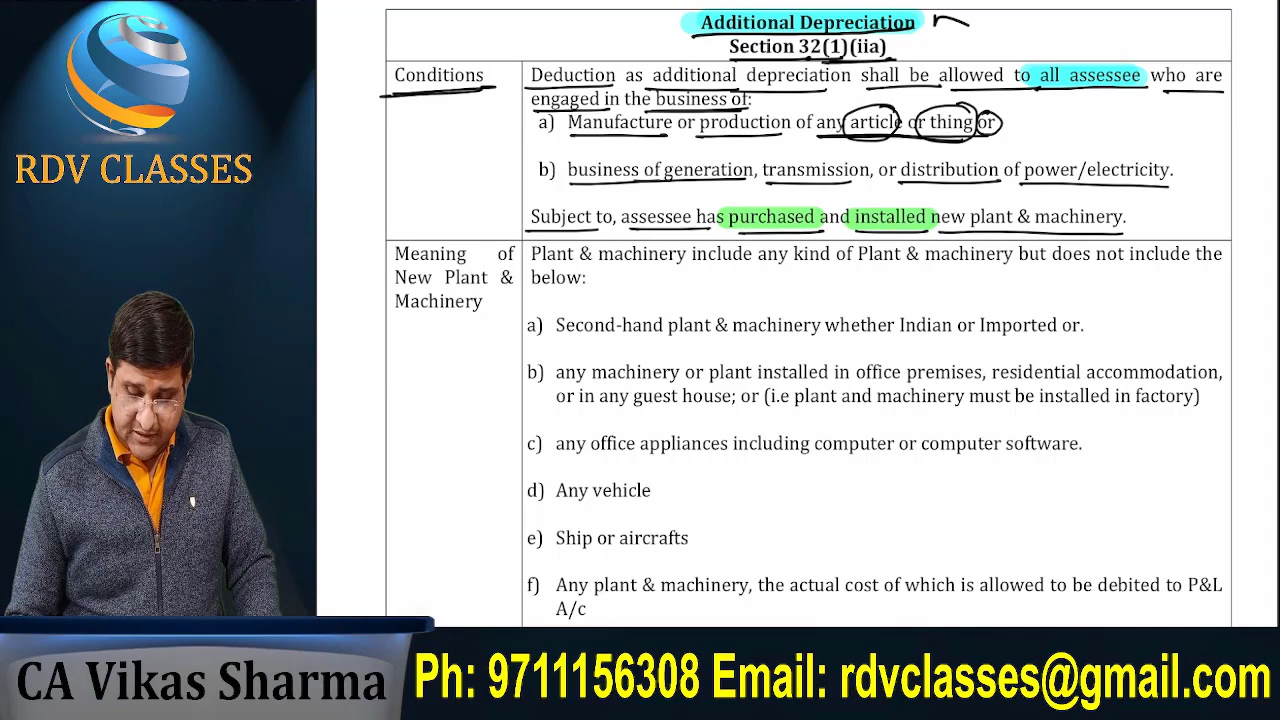 Additional Depreciation
Section 32(1)(iia)
Conditions
Deduction as additional depreciation shall be allowed to all assessee who are
engaged in the business of:
a) Manufacture or production of any article or thing or
b) business of generation, transmission, or distribution of power/electricity.
Subject to, assessee has purchased and installed new plant & machinery.
Meaning of
New Plant &
Machinery
Plant & machinery include any kind of Plant & machinery but does not include the
below:
a) Second-hand plant & machinery whether Indian or Imported or.
b) any machinery or plant installed in office premises, residential accommodation,
or in any guest house; or (i.e plant and machinery must be installed in factory)
c) any office appliances including computer or computer software.
d) Any vehicle
e) Ship or aircrafts
f) Any plant & machinery, the actual cost of which is allowed to be debited to P&L
A/c
RDV CLASSES
CA Vikas Sharma
Ph: 9711156308 Email: rdvclasses@gmail.com